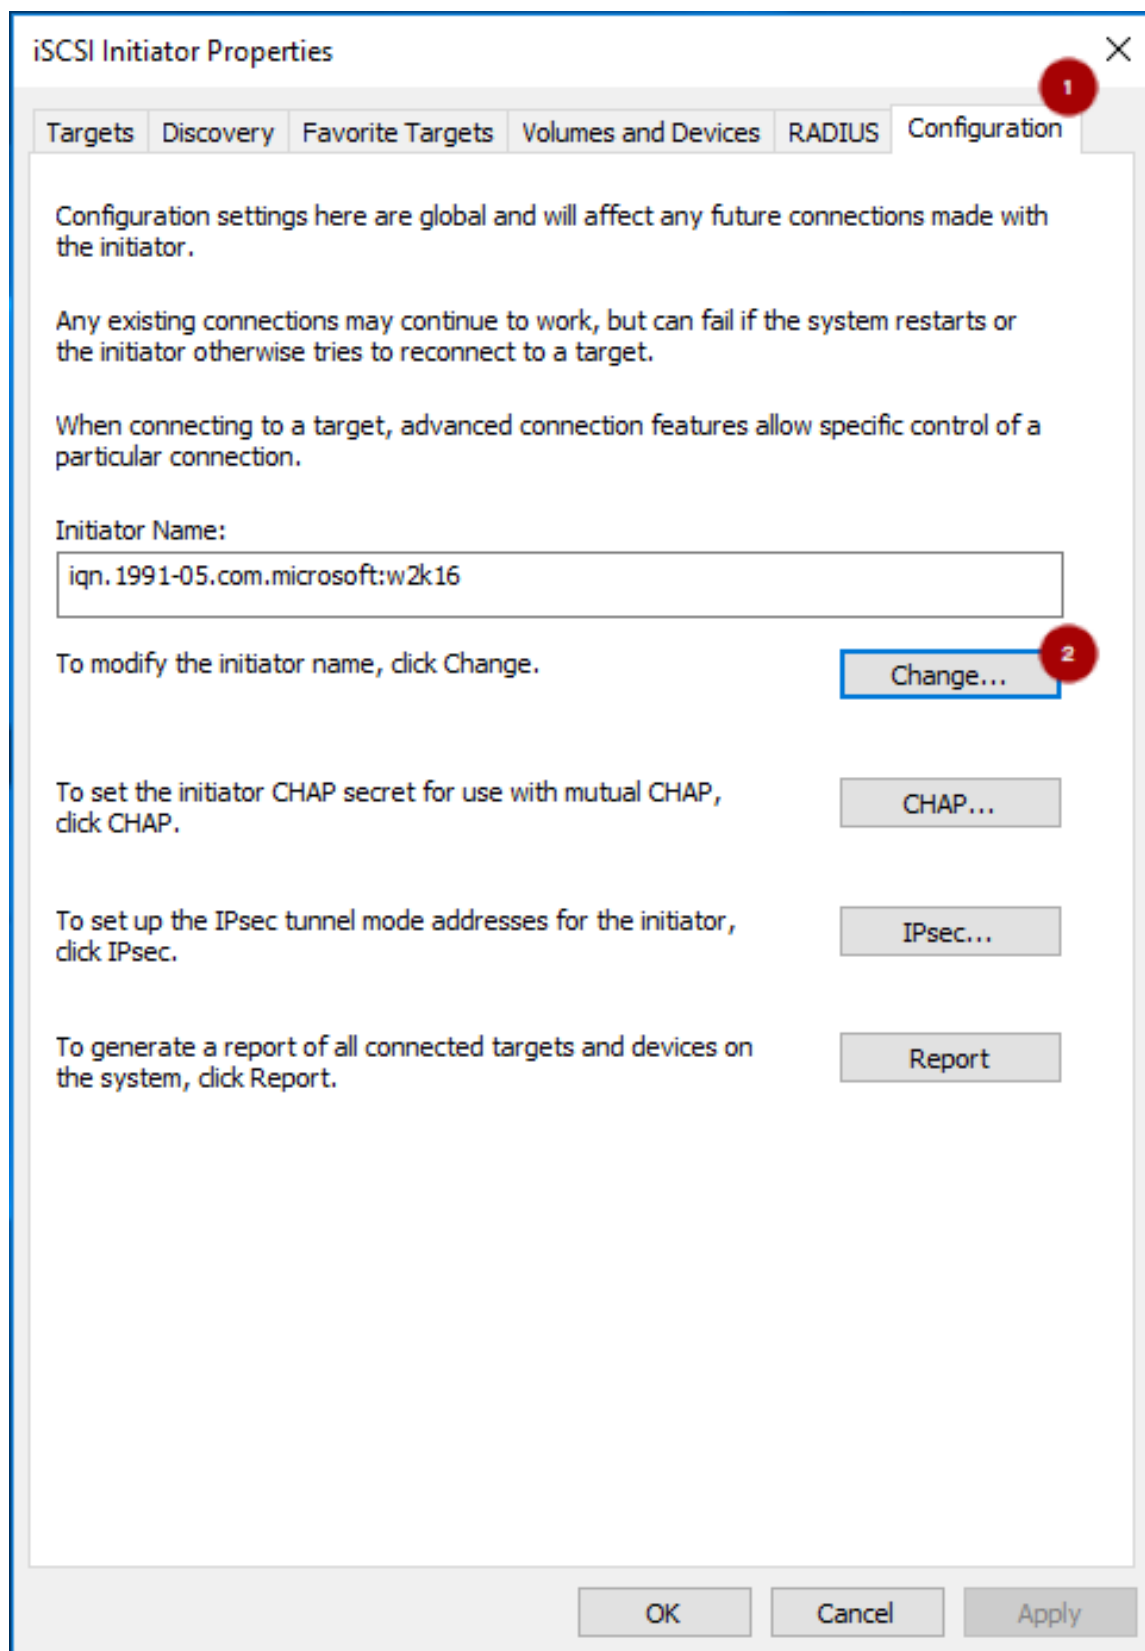 iSCSI Initiator Properties
1
Targets Discovery Favorite Targets Volumes and Devices RADIUS Configuration
Configuration settings here are global and will affect any future connections made with
the initiator.
Any existing connections may continue to work, but can fail if the system restarts or
the initiator otherwise tries to reconnect to a target.
When connecting to a target, advanced connection features allow specific control of a
particular connection.
Initiator Name:
iqn.1991-05.com.microsoft:w2k16
To modify the initiator name, click Change.
Change...
2
To set the initiator CHAP secret for use with mutual CHAP,
click CHAP.
CHAP...
To set up the IPsec tunnel mode addresses for the initiator,
click IPsec.
IPsec...
To generate a report of all connected targets and devices on
the system, click Report.
Report
OK Cancel Apply